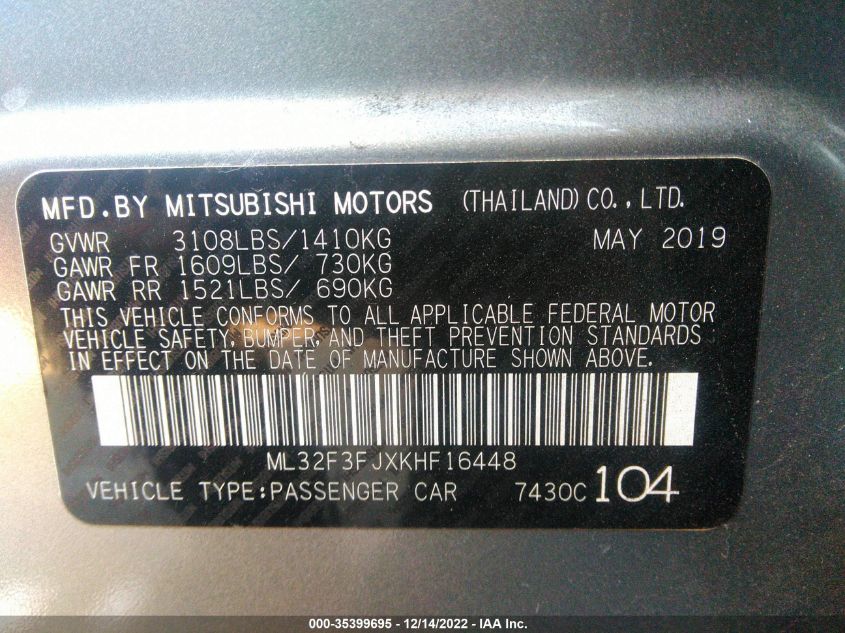 MFD.BY MITSUBISHI MOTORS (THAILAND) CO., LTD.
GVWR 3108LBS/1410KG MAY 2019
GAWR FR 1609LBS/ 730KG
GAWR RR 1521LBS/ 690KG
THIS VEHICLE CONFORMS TO ALL APPLICABLE FEDERAL MOTOR
VEHICLE SAFETY, BUMPER, AND THEFT PREVENTION STANDARDS
IN EFFECT ON THE DATE OF MANUFACTURE SHOWN ABOVE.
ML32F3FJXKHF16448
VEHICLE TYPE:PASSENGER CAR 7430C 104
000-35399695 - 12/14/2022 - IAA Inc.